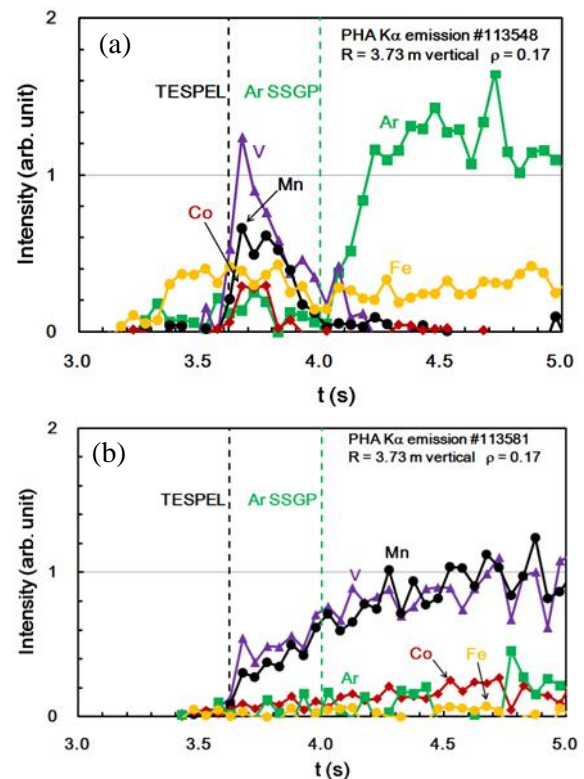 (a)
PHA Kα emission #113548
R = 3.73 m vertical ρ = 0.17
TESPEL
Ar SSGP
V
Mn
Co
Ar
Fe
Intensity (arb. unit)
2
1
0
3.0 3.5 4.0 4.5 5.0
t (s)
(b)
PHA Kα emission #113581
R = 3.73 m vertical ρ = 0.17
TESPEL
Ar SSGP
V
Mn
Ar
Co
Fe
Intensity (arb. unit)
2
1
0
3.0 3.5 4.0 4.5 5.0
t (s)